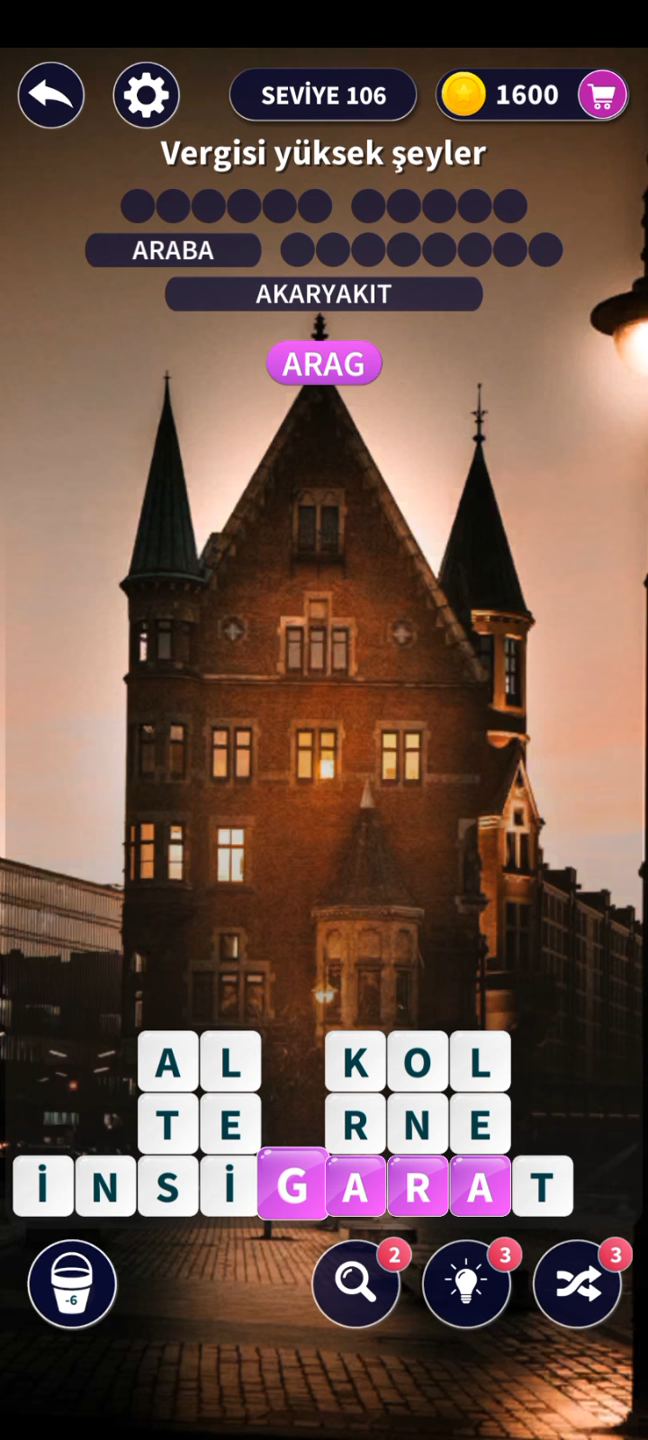 SEVİYE 106
1600
Vergisi yüksek şeyler
ARABA
AKARYAKIT
ARAG
A L K O L
T E R N E
İ N S İ G A R A T
-6
2
3
3